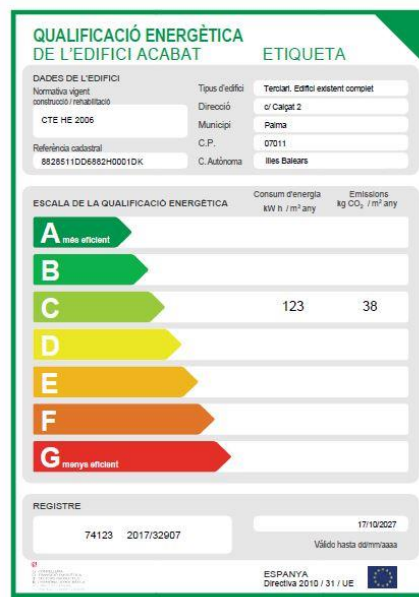 QUALIFICACIÓ ENERGÈTICA
DE L'EDIFICI ACABAT ETIQUETA
DADES DE L'EDIFICI
Normativa vigent
construcció / rehabilitació
CTE HE 2006
Referència cadastral
8828511DD6882H0001DK
Tipus d'edifici Terciari. Edifici existent complet
Direcció c/ Calçat 2
Municipi Palma
C.P. 07011
C.Autònoma Illes Balears
ESCALA DE LA QUALIFICACIÓ ENERGÈTICA
Consum d'energia
kW h / m² any
Emissions
kg CO₂ / m² any
A més eficient
B
C 123 38
D
E
F
G menys eficient
REGISTRE
74123 2017/32907
17/10/2027
Vàlido hasta dd/mm/aaaa
ESPANYA
Directiva 2010 / 31 / UE